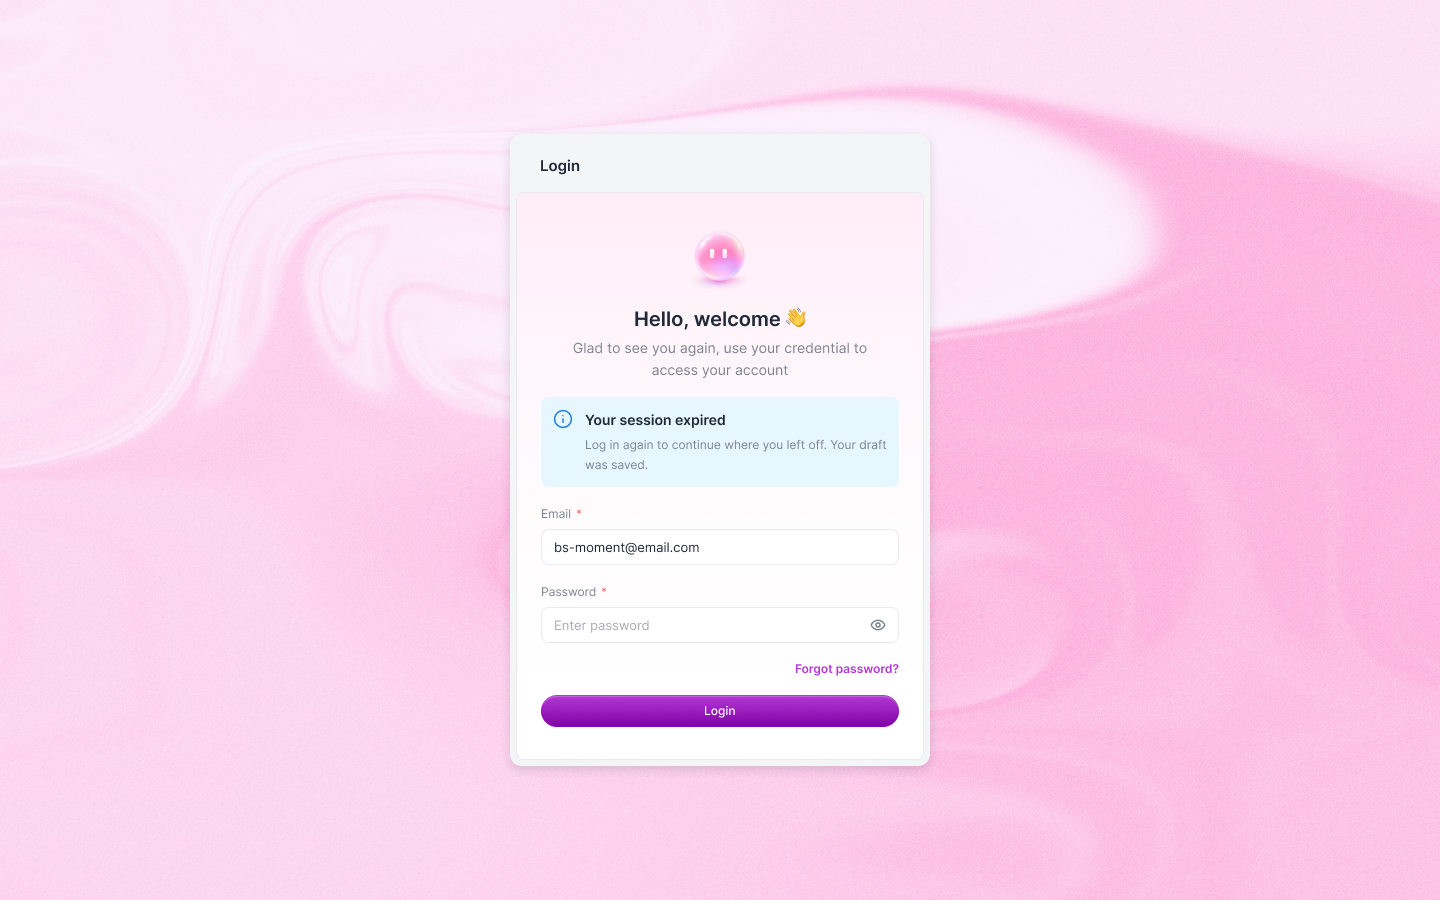 Login
Hello, welcome 👋
Glad to see you again, use your credential to
access your account
Your session expired
Log in again to continue where you left off. Your draft
was saved.
Email *
bs-moment@email.com
Password *
Enter password
Forgot password?
Login